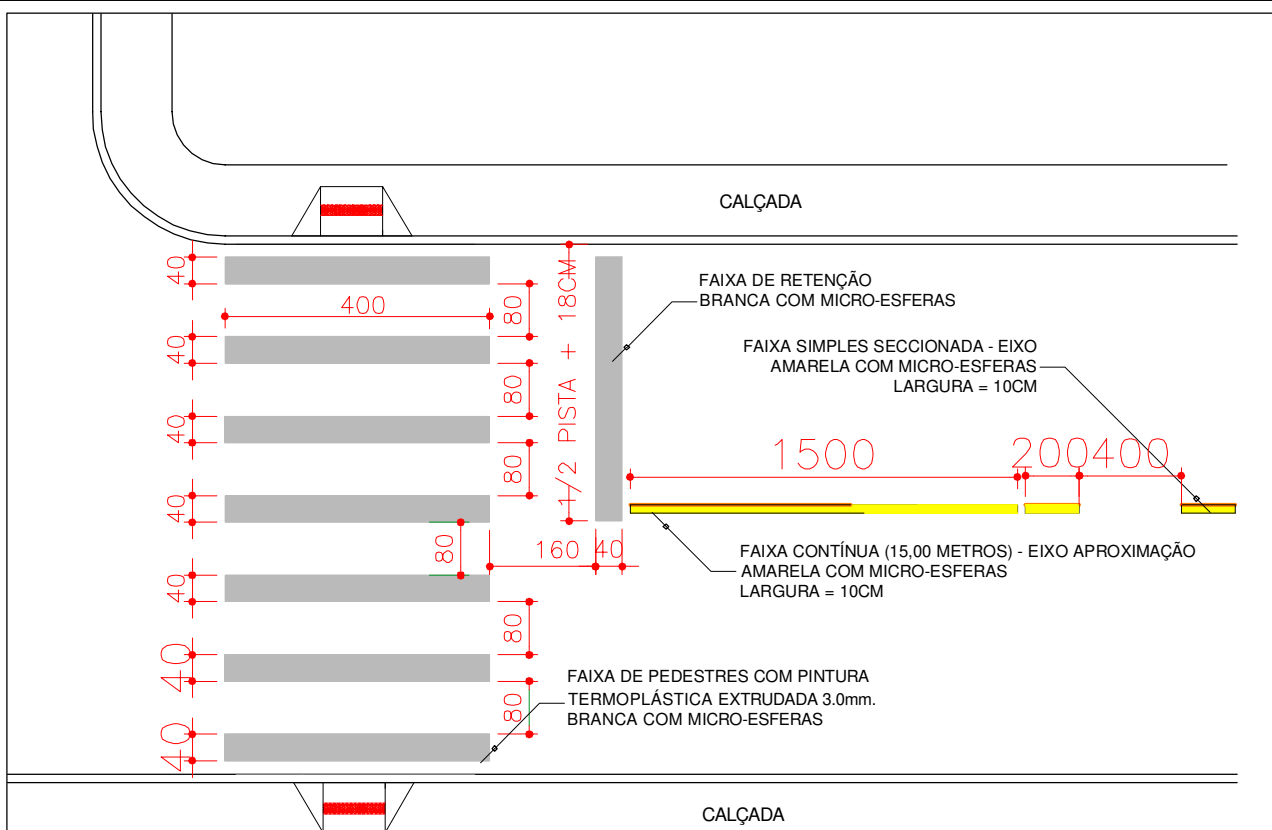 CALÇADA
40
400
80
1/2 PISTA + 18CM
FAIXA DE RETENÇÃO
BRANCA COM MICRO-ESFERAS
40
80
FAIXA SIMPLES SECCIONADA - EIXO
AMARELA COM MICRO-ESFERAS
LARGURA = 10CM
40
80
1500
200
400
40
80
160
40
FAIXA CONTÍNUA (15,00 METROS) - EIXO APROXIMAÇÃO
AMARELA COM MICRO-ESFERAS
LARGURA = 10CM
40
80
40
80
FAIXA DE PEDESTRES COM PINTURA
TERMOPLÁSTICA EXTRUDADA 3.0mm.
BRANCA COM MICRO-ESFERAS
40
CALÇADA